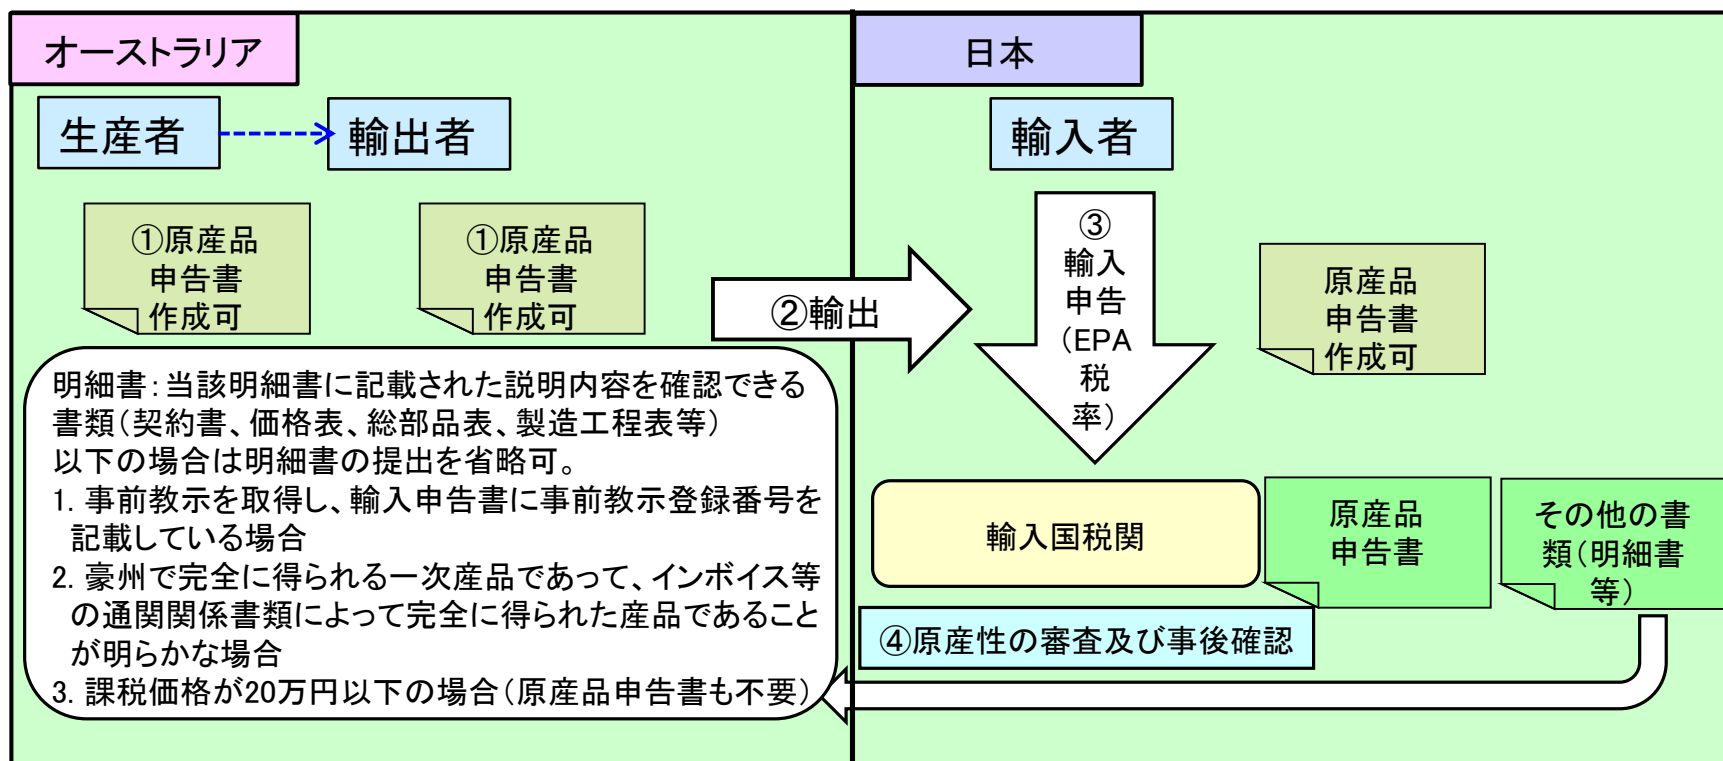 オーストラリア
日本
生産者
輸出者
輸入者
①原産品
申告書
作成可
①原産品
申告書
作成可
②輸出
③
輸入
申告
(EPA
税
率)
原産品
申告書
作成可
明細書:当該明細書に記載された説明内容を確認できる
書類(契約書、価格表、総部品表、製造工程表等)
以下の場合は明細書の提出を省略可。
1. 事前教示を取得し、輸入申告書に事前教示登録番号を
記載している場合
2. 豪州で完全に得られる一次産品であって、インボイス等
の通関関係書類によって完全に得られた産品であること
が明らかな場合
3. 課税価格が20万円以下の場合(原産品申告書も不要)
輸入国税関
原産品
申告書
その他の書
類(明細書
等)
④原産性の審査及び事後確認